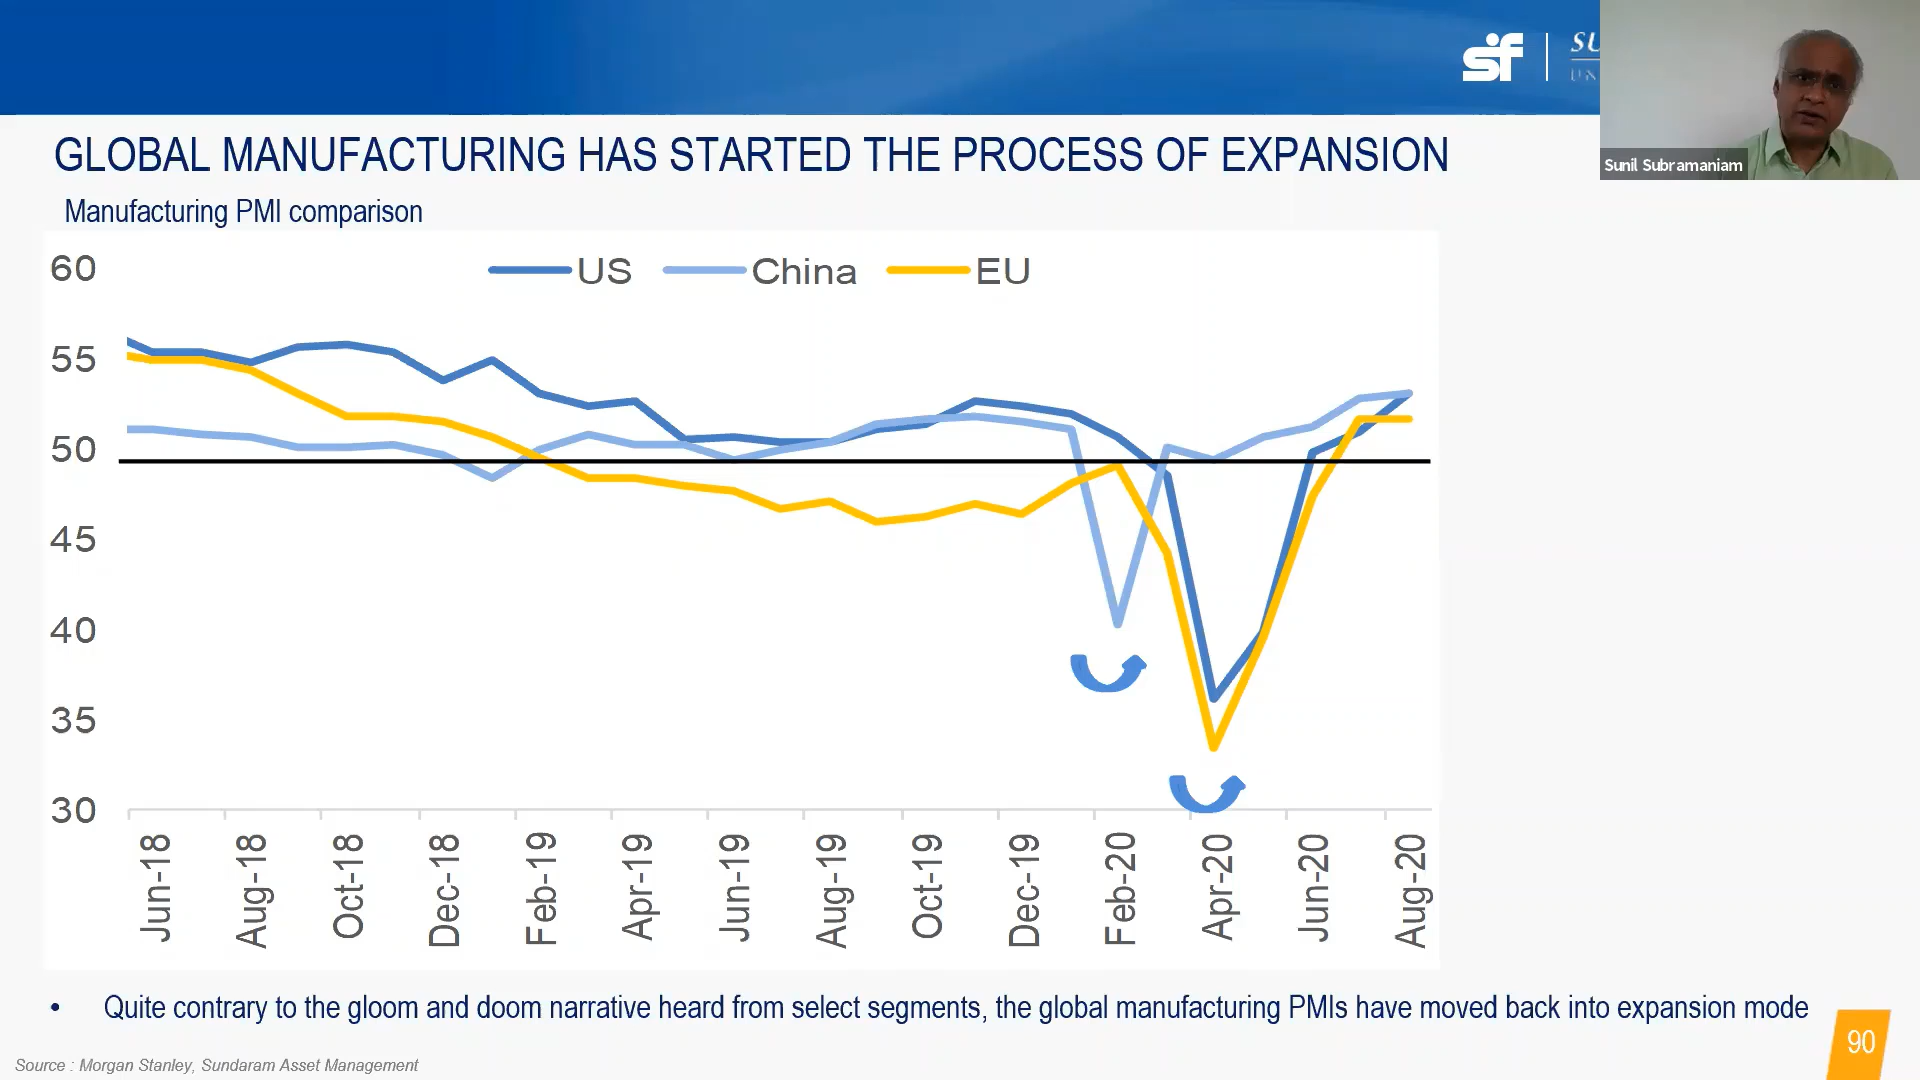 sf
SU
UN
Sunil Subramaniam
GLOBAL MANUFACTURING HAS STARTED THE PROCESS OF EXPANSION
Manufacturing PMI comparison
US China EU
60
55
50
45
40
35
30
Jun-18 Aug-18 Oct-18 Dec-18 Feb-19 Apr-19 Jun-19 Aug-19 Oct-19 Dec-19 Feb-20 Apr-20 Jun-20 Aug-20
• Quite contrary to the gloom and doom narrative heard from select segments, the global manufacturing PMIs have moved back into expansion mode
90
Source : Morgan Stanley, Sundaram Asset Management